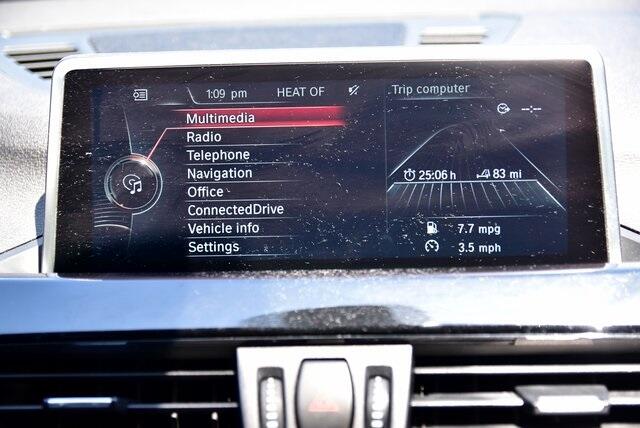 1:09 pm HEAT OF
Trip computer
Multimedia
Radio
Telephone
Navigation
Office
ConnectedDrive
Vehicle info
Settings
--:--
25:06 h 83 mi
7.7 mpg
3.5 mph